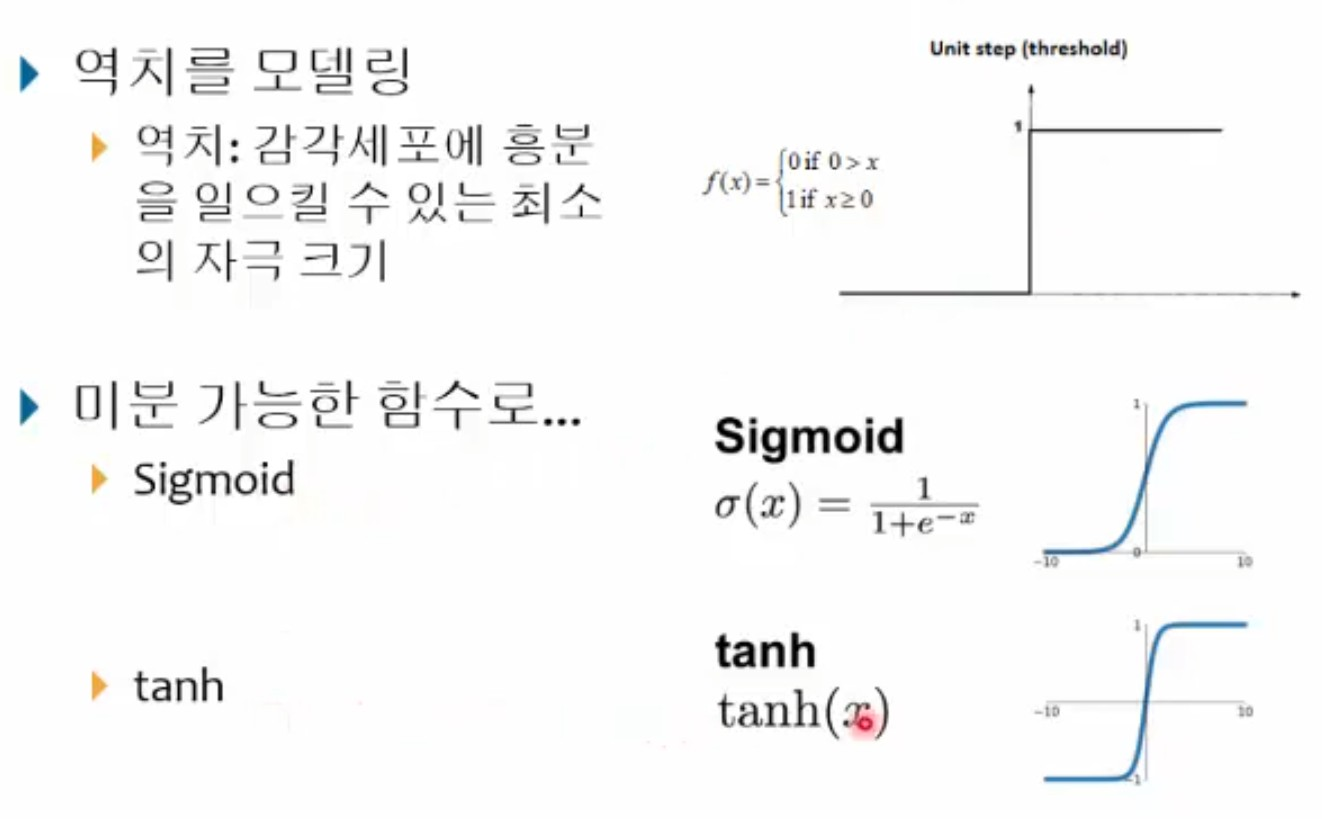 역치를 모델링
역치: 감각세포에 흥분
을 일으킬 수 있는 최소
의 자극 크기
Unit step (threshold)
1
f(x)={0 if 0 > x
1 if x ≥ 0
미분 가능한 함수로...
Sigmoid
Sigmoid
σ(x) = 1/(1+e^{-x})
1
0
-10 10
tanh
tanh
tanh(x)
1
-10 10
-1